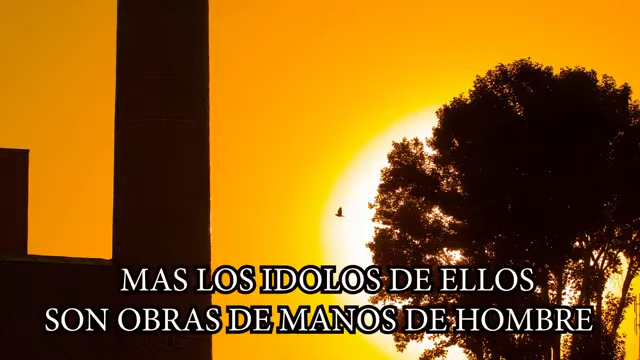 MAS LOS IDOLOS DE ELLOS
SON OBRAS DE MANOS DE HOMBRE